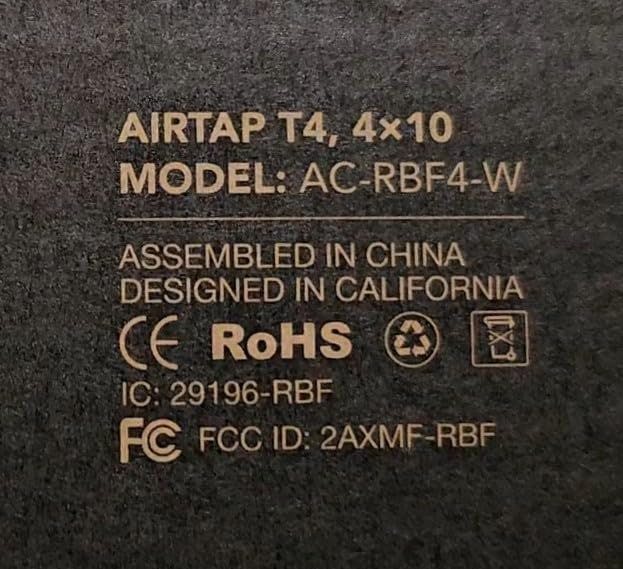 AIRTAP T4, 4×10
MODEL: AC-RBF4-W
ASSEMBLED IN CHINA
DESIGNED IN CALIFORNIA
CE RoHS
IC: 29196-RBF
FC FCC ID: 2AXMF-RBF